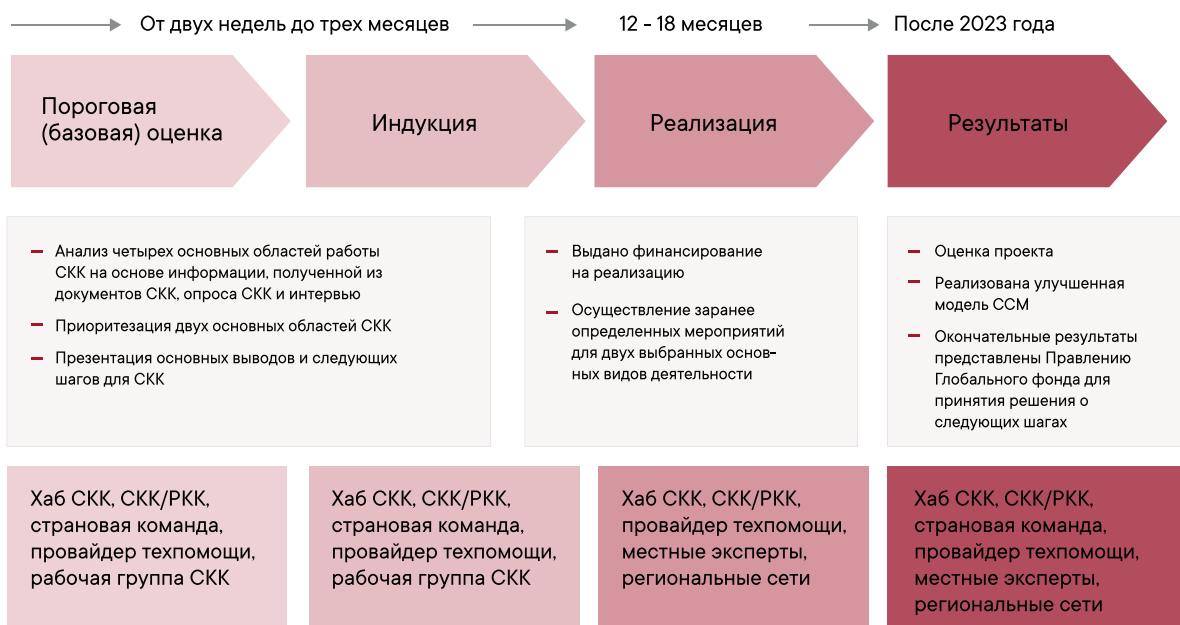 От двух недель до трех месяцев
12 - 18 месяцев
После 2023 года
Пороговая
(базовая) оценка
Индукция
Реализация
Результаты
Анализ четырех основных областей работы
СКК на основе информации, полученной из
документов СКК, опроса СКК и интервью
Приоритезация двух основных областей СКК
Презентация основных выводов и следующих
шагов для СКК
Выдано финансирование
на реализацию
Осуществление заранее
определенных мероприятий
для двух выбранных основ-
ных видов деятельности
Оценка проекта
Реализована улучшенная
модель ССМ
Окончательные результаты
представлены Правлению
Глобального фонда для
принятия решения о
следующих шагах
Хаб СКК, СКК/РКК,
страновая команда,
провайдер техпомощи,
рабочая группа СКК
Хаб СКК, СКК/РКК,
страновая команда,
провайдер техпомощи,
рабочая группа СКК
Хаб СКК, СКК/РКК,
провайдер техпомощи,
местные эксперты,
региональные сети
Хаб СКК, СКК/РКК,
страновая команда,
провайдер техпомощи,
местные эксперты,
региональные сети